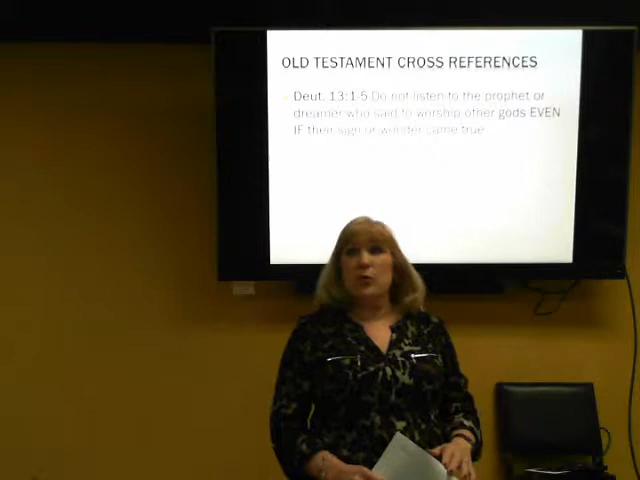 OLD TESTAMENT CROSS REFERENCES
Deut. 13:1-5 Do not listen to the prophet or
dreamer who said to worship other gods EVEN
IF their sign or wonder came true